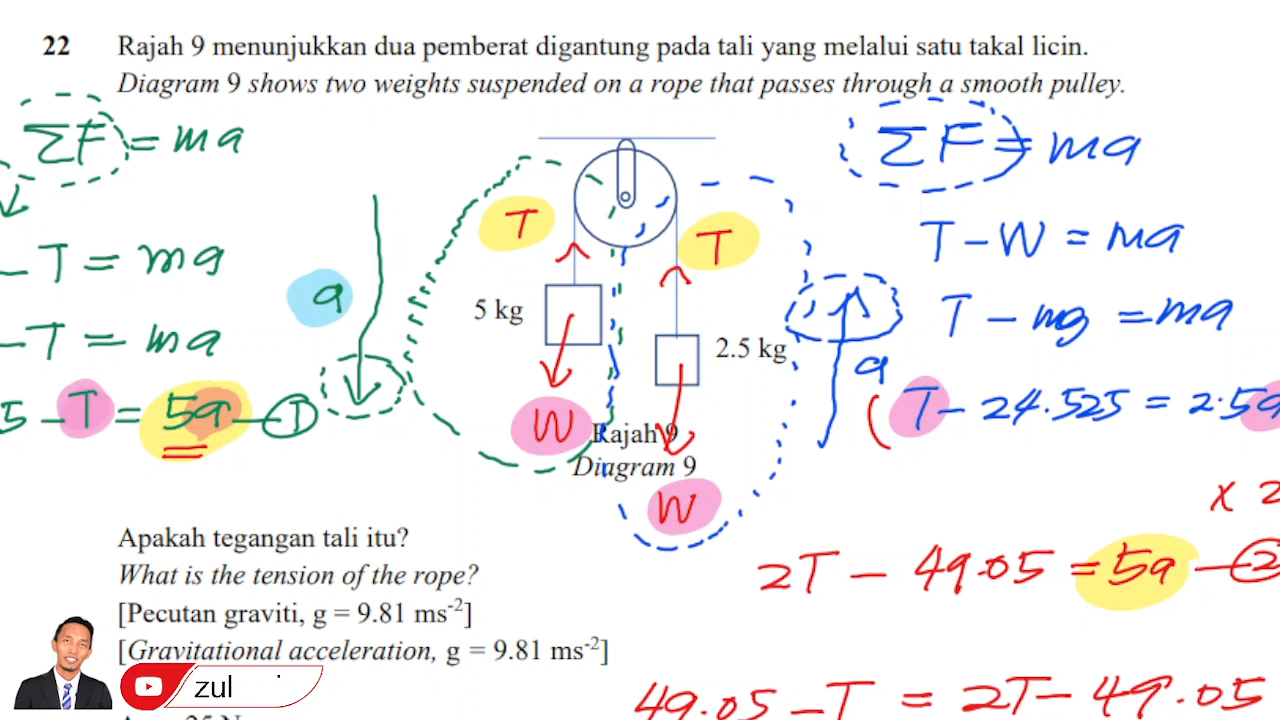 22 Rajah 9 menunjukkan dua pemberat digantung pada tali yang melalui satu takal licin.
Diagram 9 shows two weights suspended on a rope that passes through a smooth pulley.
ΣF = ma
- T = ma
- T = ma
5 - T = 5a - ①
a
T
T
5 kg
2.5 kg
W
Rajah 9
Diagram 9
W
ΣF = ma
T - W = ma
T - mg = ma
a
( T - 24.525 = 2.5a
x 2
2T - 49.05 = 5a - ②
49.05 - T = 2T - 49.05
Apakah tegangan tali itu?
What is the tension of the rope?
[Pecutan graviti, g = 9.81 ms⁻²]
[Gravitational acceleration, g = 9.81 ms⁻²]
zul